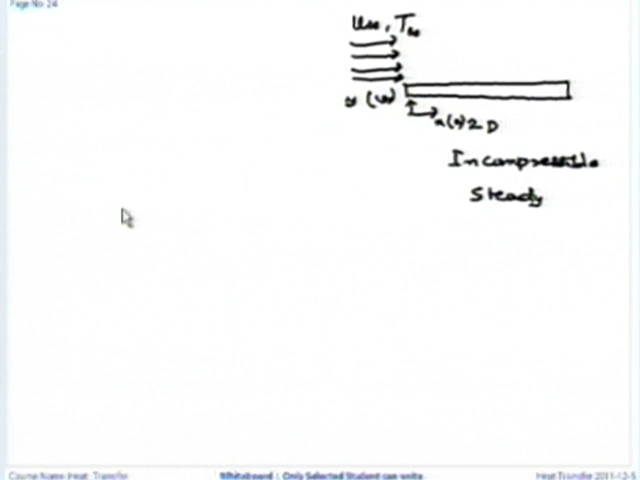 Page No: 24
U∞, T∞
y (v)
x(u) 2 D
Incompressible
Steady
Course Name: Heat Transfer
Whiteboard | Only Selected Student can write
Heat Transfer 2011-12-5